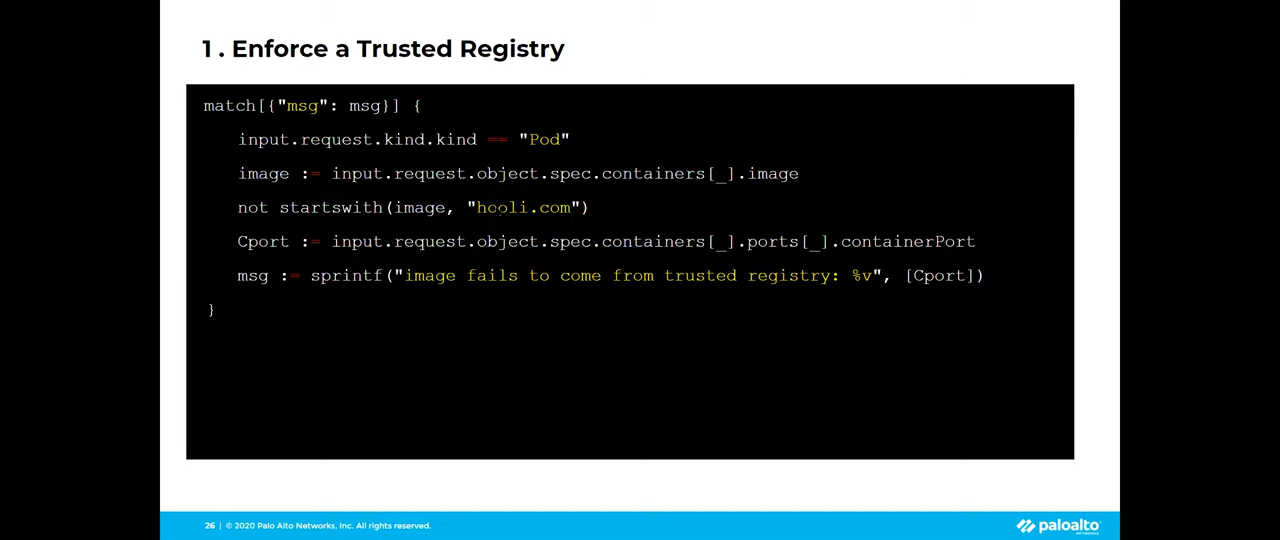 1. Enforce a Trusted Registry
match[{"msg": msg}] {
input.request.kind.kind == "Pod"
image := input.request.object.spec.containers[_].image
not startswith(image, "hooli.com")
Cport := input.request.object.spec.containers[_].ports[_].containerPort
msg := sprintf("image fails to come from trusted registry: %v", [Cport])
}
26 | © 2020 Palo Alto Networks, Inc. All rights reserved.
paloalto
NETWORKS